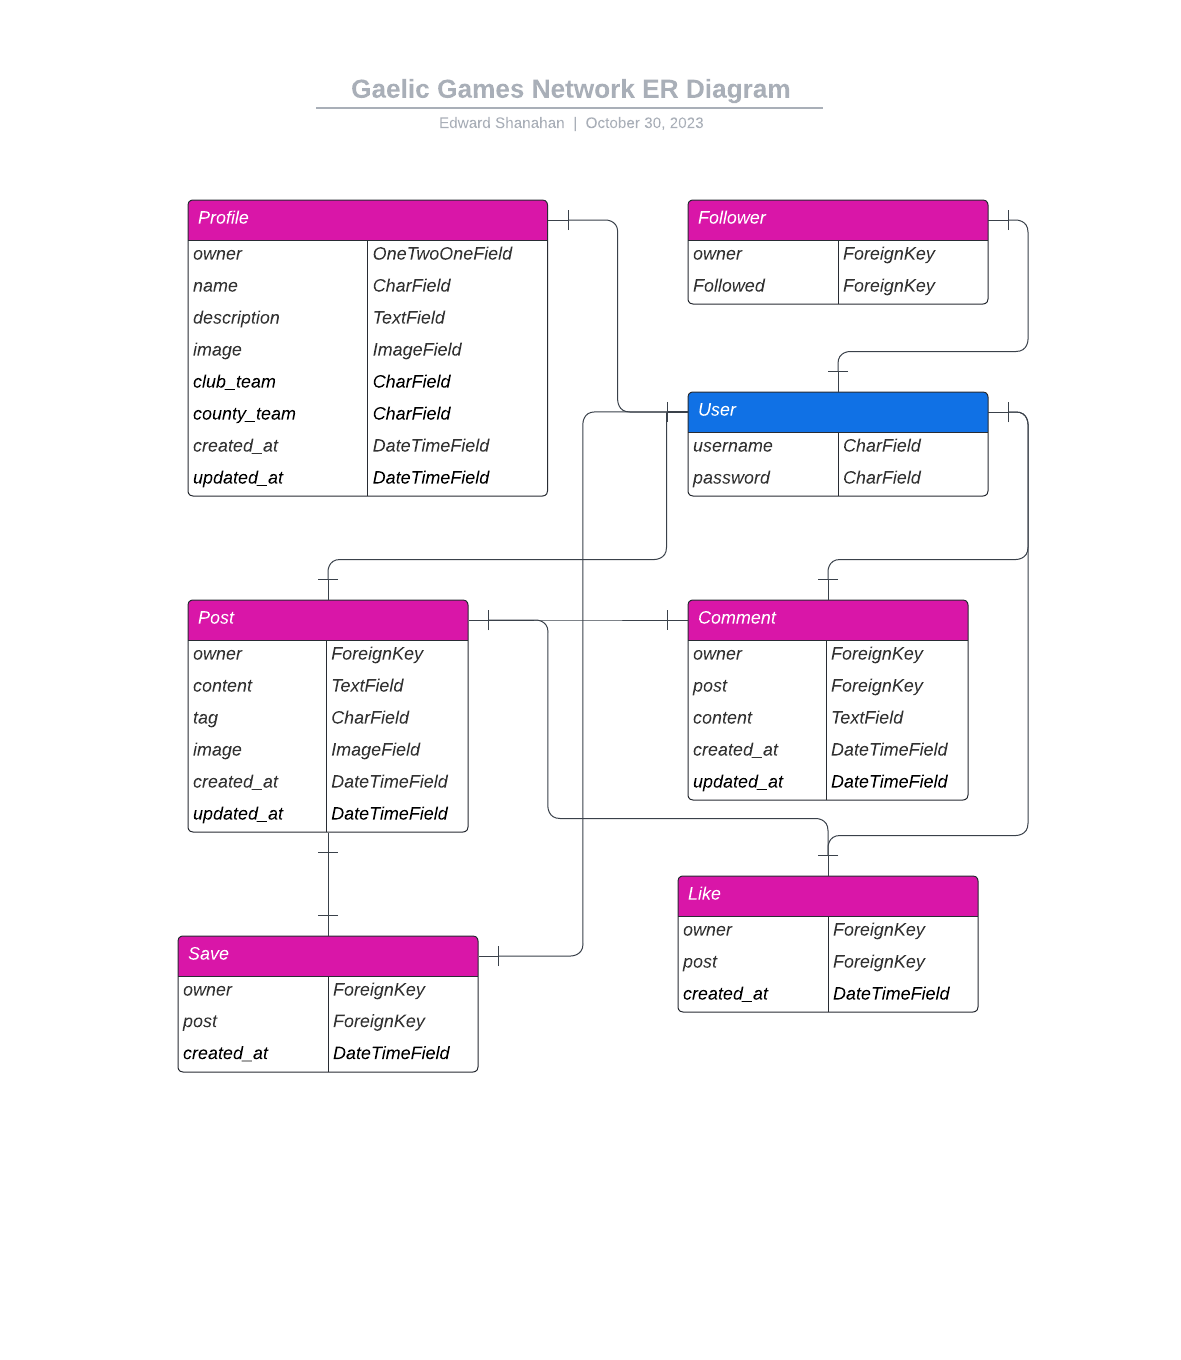 Gaelic Games Network ER Diagram
Edward Shanahan | October 30, 2023
Profile
owner OneTwoOneField
name CharField
description TextField
image ImageField
club_team CharField
county_team CharField
created_at DateTimeField
updated_at DateTimeField
Follower
owner ForeignKey
Followed ForeignKey
User
username CharField
password CharField
Post
owner ForeignKey
content TextField
tag CharField
image ImageField
created_at DateTimeField
updated_at DateTimeField
Comment
owner ForeignKey
post ForeignKey
content TextField
created_at DateTimeField
updated_at DateTimeField
Like
owner ForeignKey
post ForeignKey
created_at DateTimeField
Save
owner ForeignKey
post ForeignKey
created_at DateTimeField